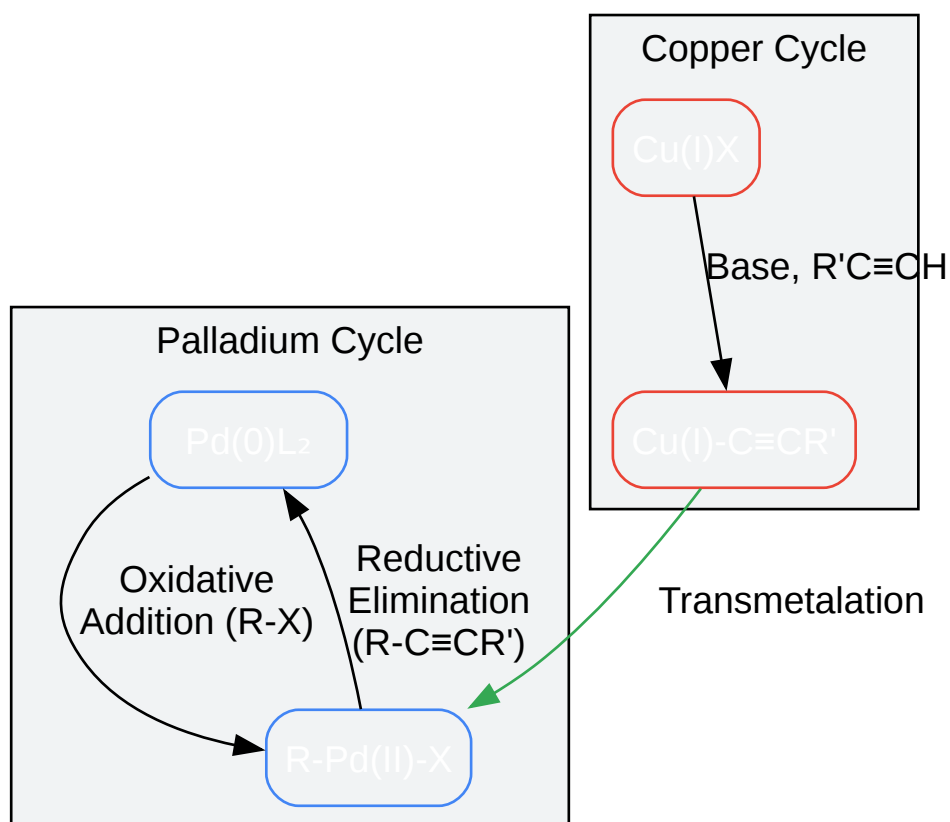 Copper Cycle
Cu(I)X
Base, R'C≡CH
Palladium Cycle
Pd(0)L₂
Cu(I)-C≡CR'
Oxidative
Addition (R-X)
Reductive
Elimination
(R-C≡CR')
Transmetalation
R-Pd(II)-X